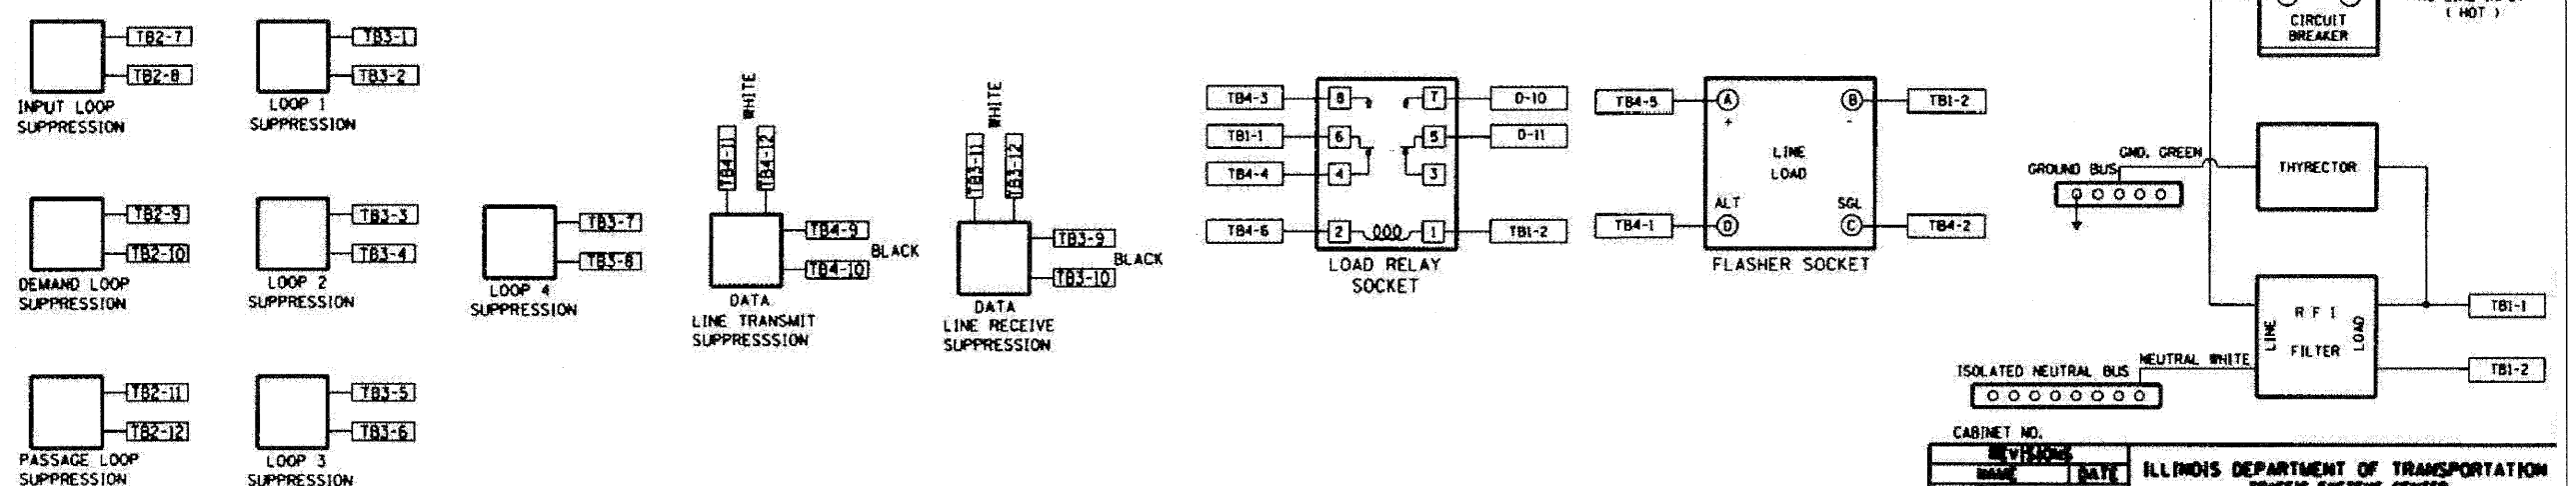 TB2-7
TB2-8
INPUT LOOP
SUPPRESSION
TB3-1
TB3-2
LOOP 1
SUPPRESSION
TB2-9
TB2-10
DEMAND LOOP
SUPPRESSION
TB3-3
TB3-4
LOOP 2
SUPPRESSION
TB2-11
TB2-12
PASSAGE LOOP
SUPPRESSION
TB3-5
TB3-6
LOOP 3
SUPPRESSION
TB3-7
TB3-8
LOOP 4
SUPPRESSION
WHITE
TB4-11
TB4-12
TB4-9
TB4-10
BLACK
DATA
LINE TRANSMIT
SUPPRESSSION
WHITE
TB3-11
TB3-12
TB3-9
TB3-10
BLACK
DATA
LINE RECEIVE
SUPPRESSION
TB4-3
8
7
D-10
TB1-1
6
5
D-11
TB4-4
4
3
TB4-6
2
1
TB1-2
LOAD RELAY
SOCKET
TB4-5
A
+
B
-
TB1-2
LINE
LOAD
ALT
SGL
TB4-1
D
C
TB4-2
FLASHER SOCKET
CIRCUIT
BREAKER
( HOT )
GND. GREEN
GROUND BUS
THYRECTOR
LINE
R F I
FILTER
LOAD
TB1-1
TB1-2
NEUTRAL WHITE
ISOLATED NEUTRAL BUS
CABINET NO.
REVISIONS
NAME
DATE
ILLINOIS DEPARTMENT OF TRANSPORTATION